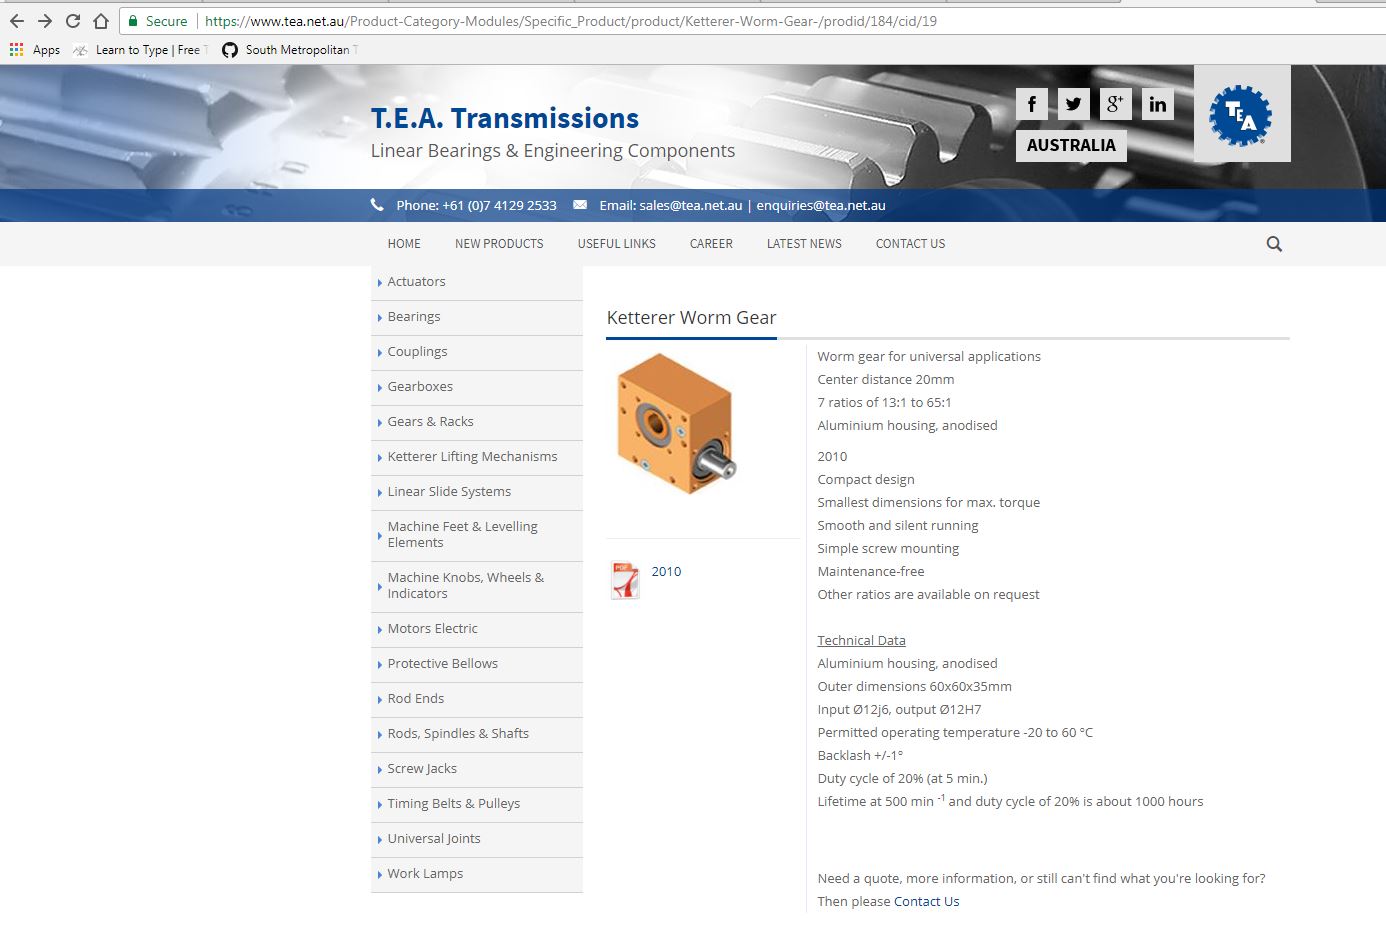 Secure https://www.tea.net.au/Product-Category-Modules/Specific_Product/product/Ketterer-Worm-Gear-/prodid/184/cid/19
Apps Learn to Type | Free South Metropolitan
T.E.A. Transmissions
Linear Bearings & Engineering Components
f g+ in
AUSTRALIA
TEA
Phone: +61 (0)7 4129 2533 Email: sales@tea.net.au | enquiries@tea.net.au
HOME NEW PRODUCTS USEFUL LINKS CAREER LATEST NEWS CONTACT US
Actuators
Bearings
Couplings
Gearboxes
Gears & Racks
Ketterer Lifting Mechanisms
Linear Slide Systems
Machine Feet & Levelling
Elements
Machine Knobs, Wheels &
Indicators
Motors Electric
Protective Bellows
Rod Ends
Rods, Spindles & Shafts
Screw Jacks
Timing Belts & Pulleys
Universal Joints
Work Lamps
Ketterer Worm Gear
PDF 2010
Worm gear for universal applications
Center distance 20mm
7 ratios of 13:1 to 65:1
Aluminium housing, anodised
2010
Compact design
Smallest dimensions for max. torque
Smooth and silent running
Simple screw mounting
Maintenance-free
Other ratios are available on request
Technical Data
Aluminium housing, anodised
Outer dimensions 60x60x35mm
Input Ø12j6, output Ø12H7
Permitted operating temperature -20 to 60 °C
Backlash +/-1°
Duty cycle of 20% (at 5 min.)
Lifetime at 500 min -1 and duty cycle of 20% is about 1000 hours
Need a quote, more information, or still can't find what you're looking for?
Then please Contact Us